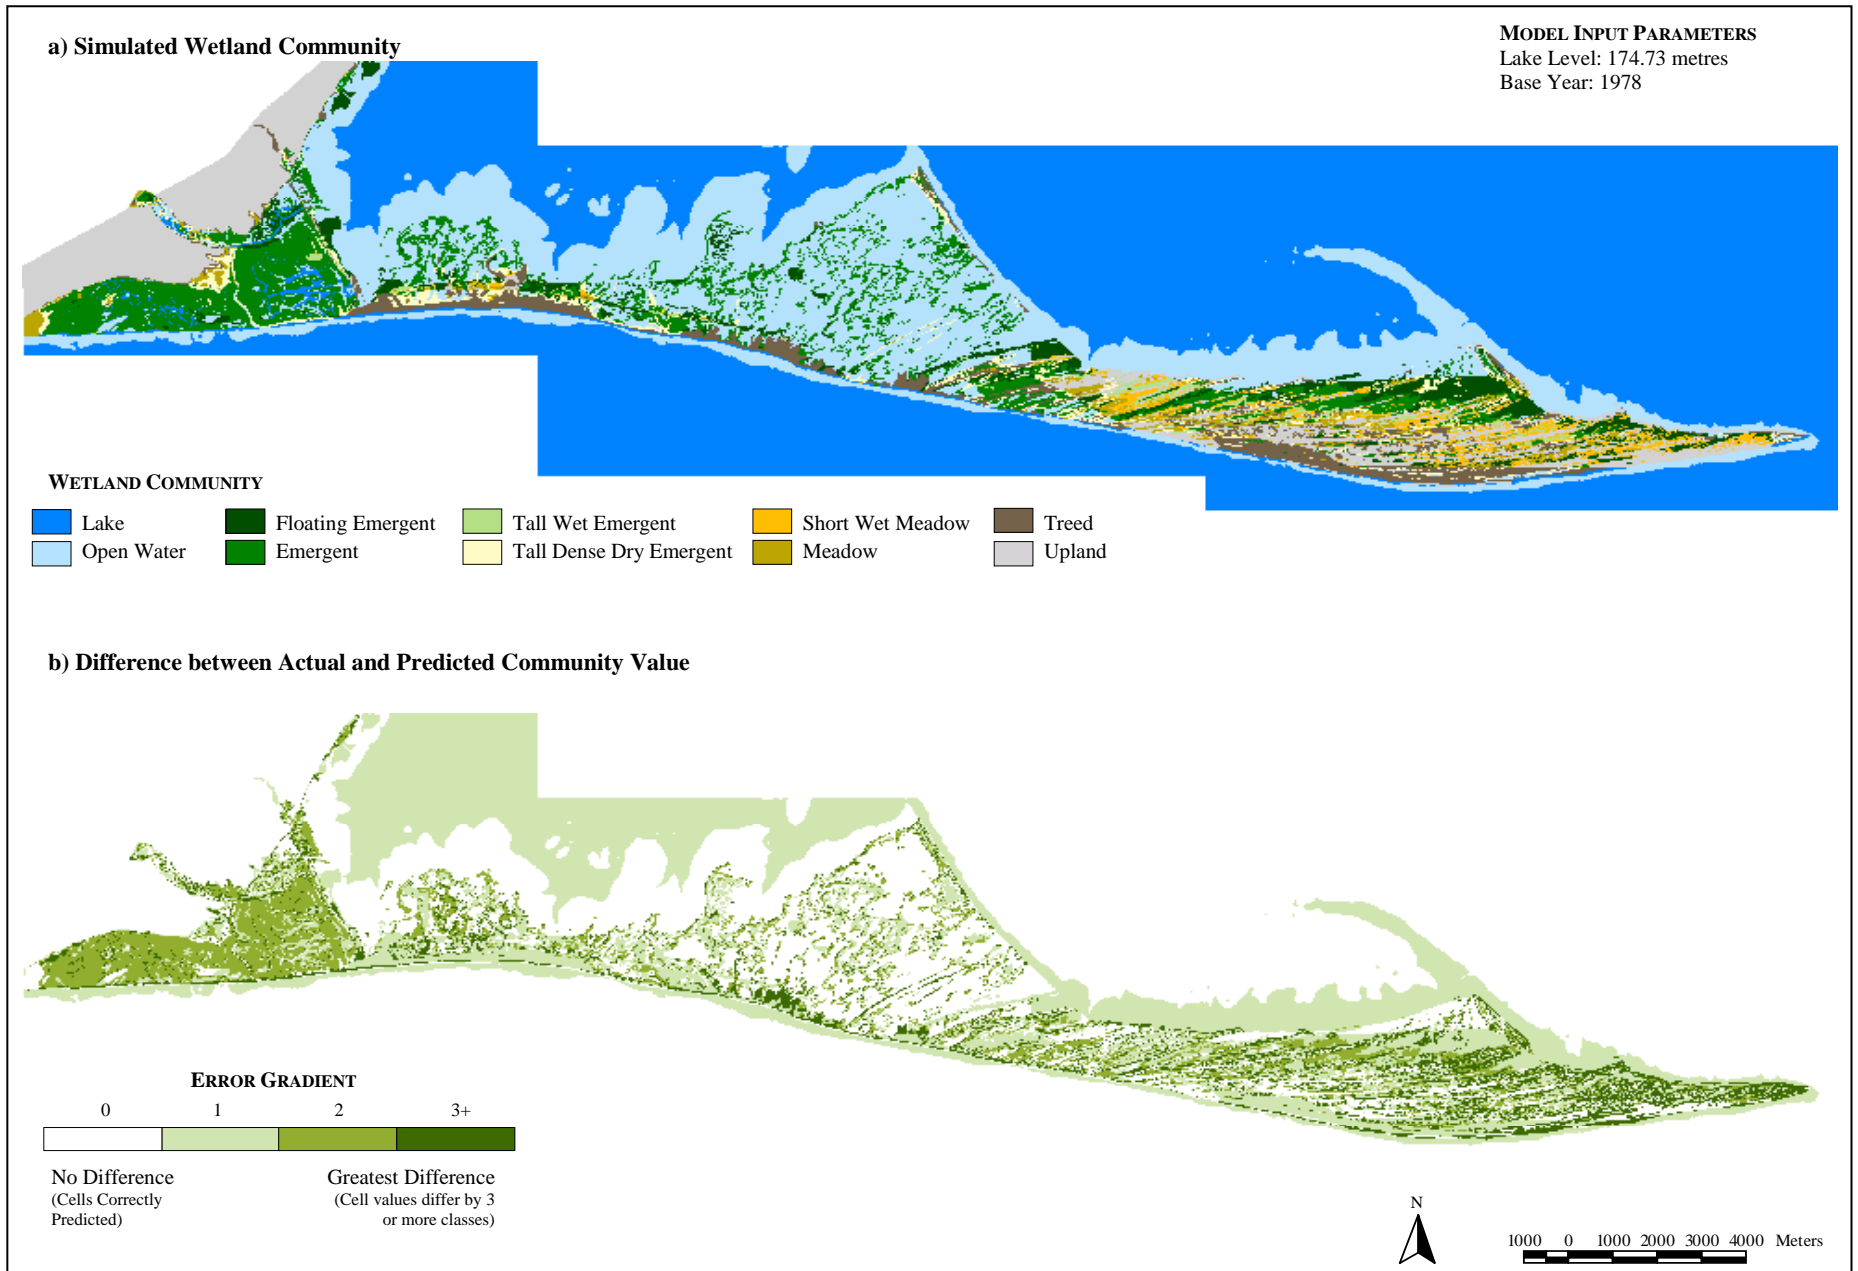 a) Simulated Wetland Community
MODEL INPUT PARAMETERS
Lake Level: 174.73 metres
Base Year: 1978
WETLAND COMMUNITY
Lake
Floating Emergent
Tall Wet Emergent
Short Wet Meadow
Treed
Open Water
Emergent
Tall Dense Dry Emergent
Meadow
Upland
b) Difference between Actual and Predicted Community Value
ERROR GRADIENT
0 1 2 3+
No Difference
(Cells Correctly
Predicted)
Greatest Difference
(Cell values differ by 3
or more classes)
N
1000 0 1000 2000 3000 4000 Meters